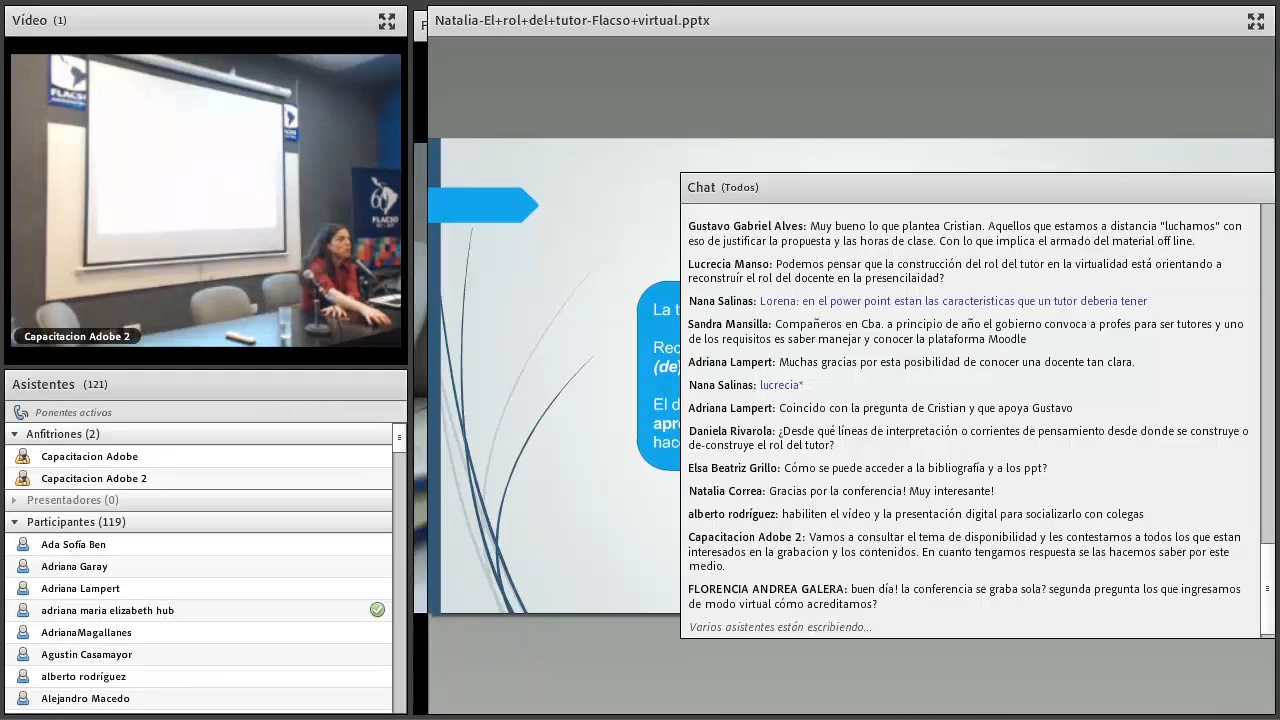 Vídeo (1)
FLACSO
FLACSO
60
FLACSO
Capacitacion Adobe 2
Asistentes (121)
Ponentes activos
Anfitriones (2)
Capacitacion Adobe
Capacitacion Adobe 2
Presentadores (0)
Participantes (119)
Ada Sofía Ben
Adriana Garay
Adriana Lampert
adriana maria elizabeth hub
AdrianaMagallanes
Agustin Casamayor
alberto rodríguez
Alejandro Macedo
F
Natalia-El+rol+del+tutor-Flacso+virtual.pptx
La t
Rec
(de)
El d
apre
hace
Chat (Todos)
Gustavo Gabriel Alves: Muy bueno lo que plantea Cristian. Aquellos que estamos a distancia "luchamos" con
eso de justificar la propuesta y las horas de clase. Con lo que implica el armado del material off line.
Lucrecia Manso: Podemos pensar que la construcción del rol del tutor en la virtualidad está orientando a
reconstruír el rol del docente en la presencilaidad?
Nana Salinas: Lorena: en el power point estan las caracteristicas que un tutor debería tener
Sandra Mansilla: Compañeros en Cba. a principio de año el gobierno convoca a profes para ser tutores y uno
de los requisitos es saber manejar y conocer la plataforma Moodle
Adriana Lampert: Muchas gracias por esta posibilidad de conocer una docente tan clara.
Nana Salinas: lucrecia*
Adriana Lampert: Coincido con la pregunta de Cristian y que apoya Gustavo
Daniela Rivarola: ¿Desde qué líneas de interpretación o corrientes de pensamiento desde donde se construye o
de-construye el rol del tutor?
Elsa Beatriz Grillo: Cómo se puede acceder a la bibliografía y a los ppt?
Natalia Correa: Gracias por la conferencia! Muy interesante!
alberto rodríguez: habiliten el vídeo y la presentación digital para socializarlo con colegas
Capacitacion Adobe 2: Vamos a consultar el tema de disponibilidad y les contestamos a todos los que estan
interesados en la grabacion y los contenidos. En cuanto tengamos respuesta se las hacemos saber por este
medio.
FLORENCIA ANDREA GALERA: buen día! la conferencia se graba sola? segunda pregunta los que ingresamos
de modo virtual cómo acreditamos?
Varios asistentes están escribiendo...